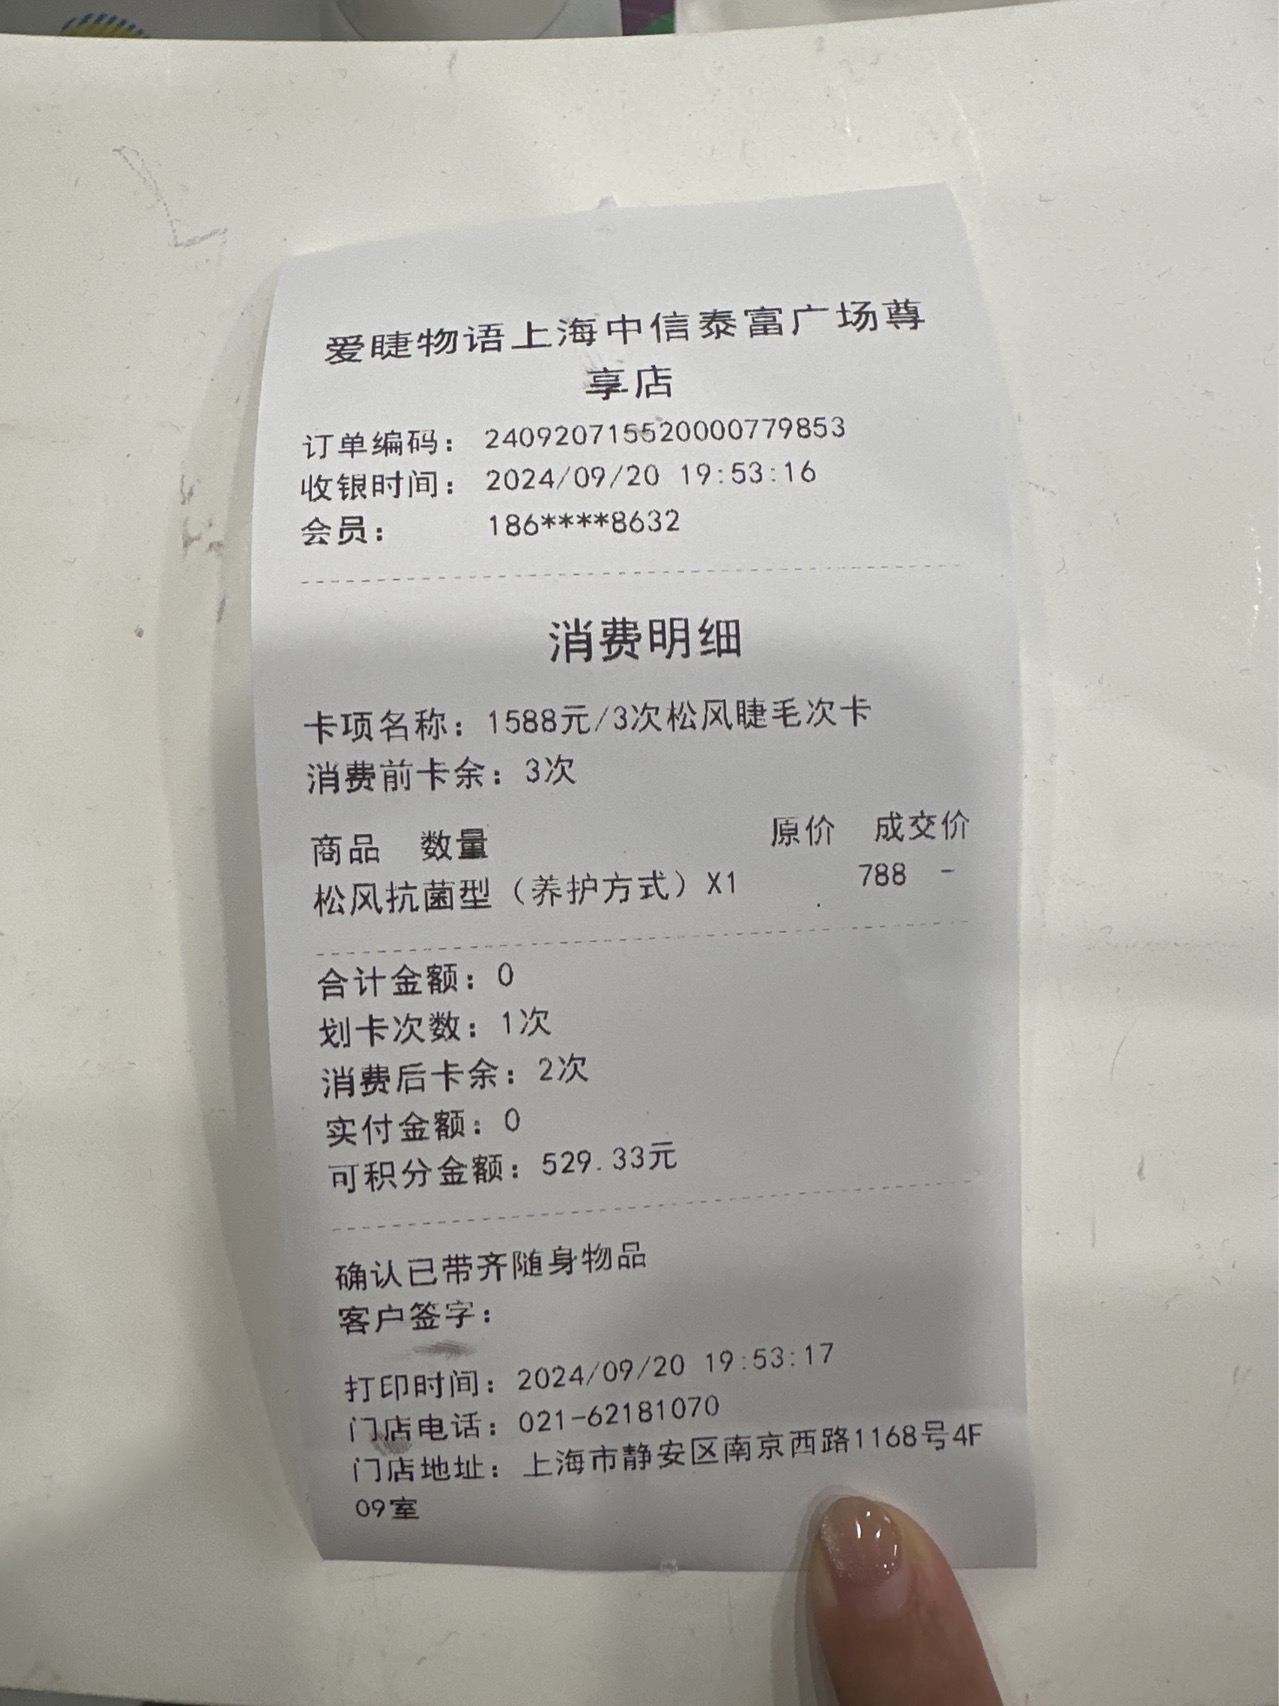 爱睫物语上海中信泰富广场尊
享店
订单编码： 240920715520000779853
收银时间： 2024/09/20 19:53:16
会员： 186****8632
消费明细
卡项名称：1588元/3次松风睫毛次卡
消费前卡余：3次
商品 数量 原价 成交价
松风抗菌型（养护方式）X1 788 -
合计金额：0
划卡次数：1次
消费后卡余：2次
实付金额：0
可积分金额：529.33元
确认已带齐随身物品
客户签字：
打印时间：2024/09/20 19:53:17
门店电话：021-62181070
门店地址：上海市静安区南京西路1168号4F
09室